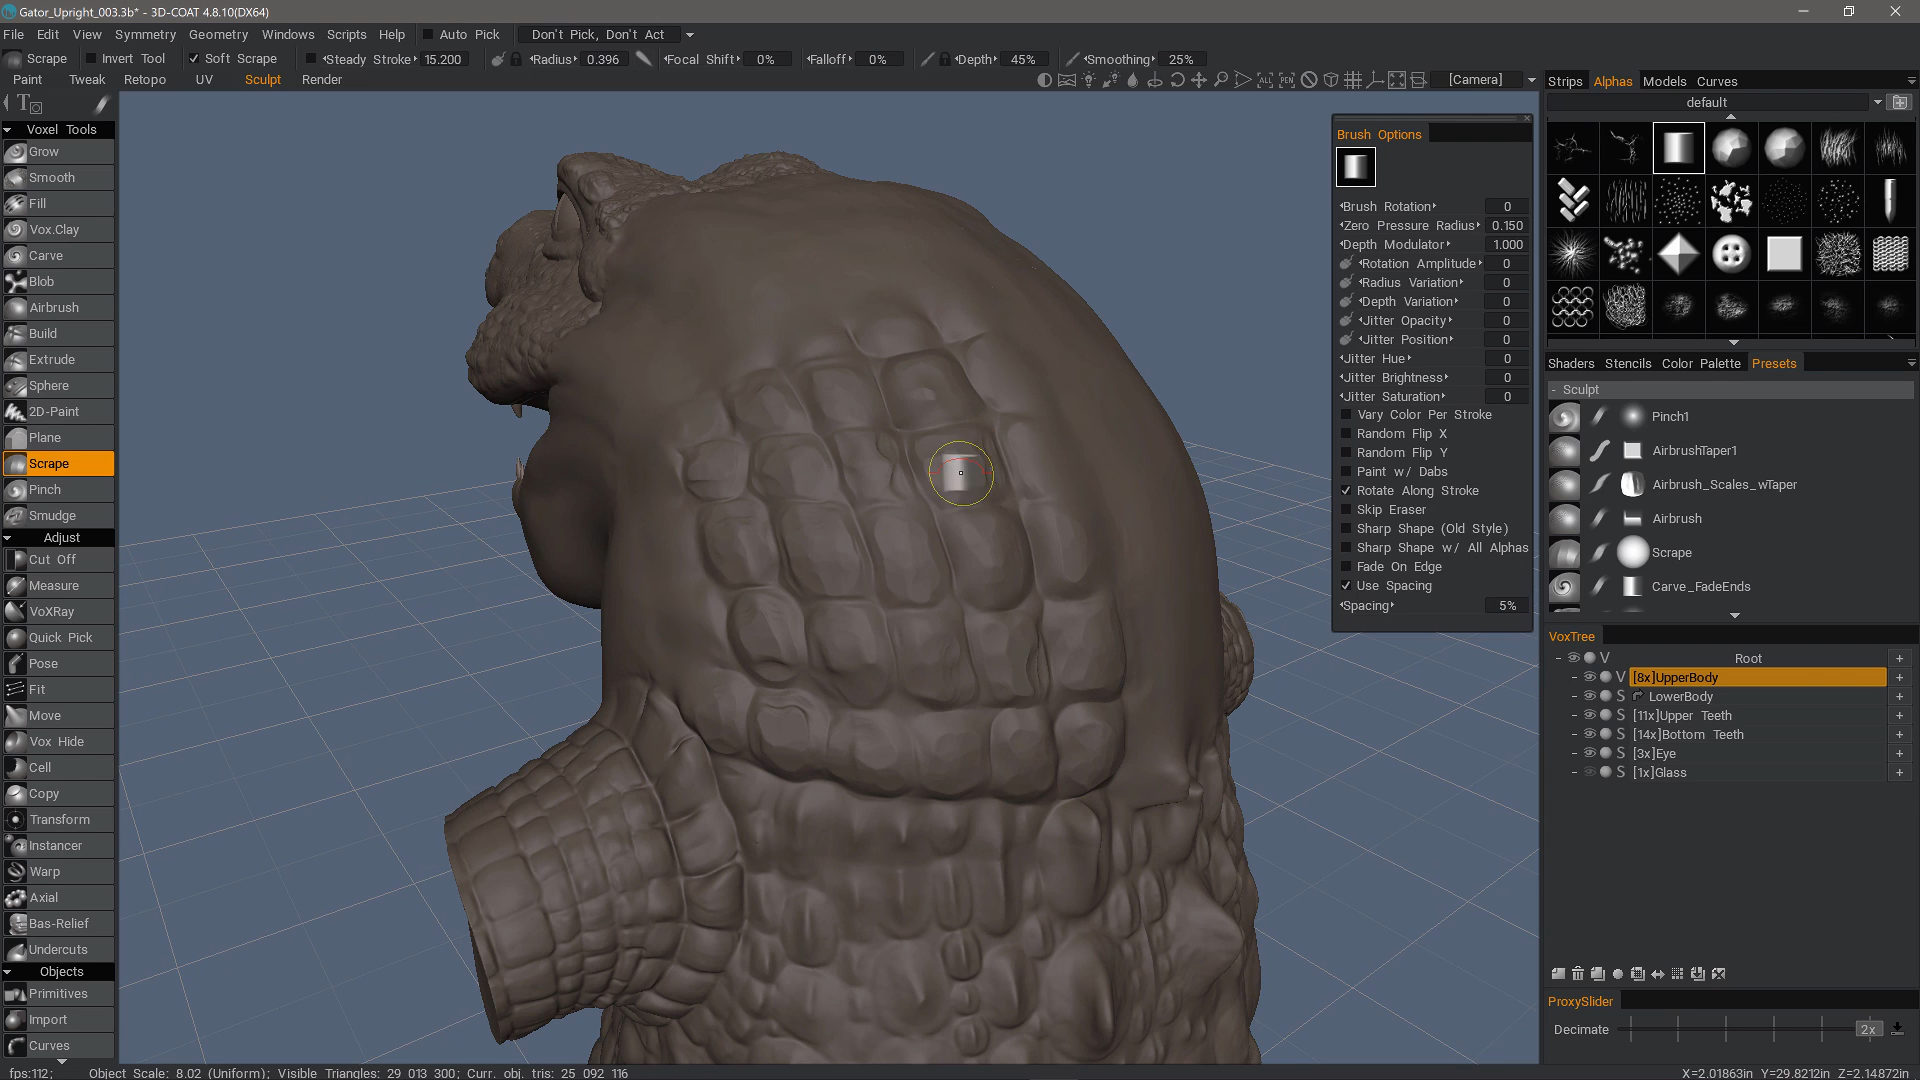 Gator_Upright_003.3b* - 3D-COAT 4.8.10(DX64)
File Edit View Symmetry Geometry Windows Scripts Help Auto Pick Don't Pick, Don't Act
Scrape Invert Tool Soft Scrape Steady Stroke 15.200 Radius 0.396 Focal Shift 0% Falloff 0% Depth 45% Smoothing 25%
Paint Tweak Retopo UV Sculpt Render [Camera]
Voxel Tools
Grow
Smooth
Fill
Vox.Clay
Carve
Blob
Airbrush
Build
Extrude
Sphere
2D-Paint
Plane
Scrape
Pinch
Smudge
Adjust
Cut Off
Measure
VoXRay
Quick Pick
Pose
Fit
Move
Vox Hide
Cell
Copy
Transform
Instancer
Warp
Axial
Bas-Relief
Undercuts
Objects
Primitives
Import
Curves
Brush Options
Brush Rotation 0
Zero Pressure Radius 0.150
Depth Modulator 1.000
Rotation Amplitude 0
Radius Variation 0
Depth Variation 0
Jitter Opacity 0
Jitter Position 0
Jitter Hue 0
Jitter Brightness 0
Jitter Saturation 0
Vary Color Per Stroke
Random Flip X
Random Flip Y
Paint w/ Dabs
Rotate Along Stroke
Skip Eraser
Sharp Shape (Old Style)
Sharp Shape w/ All Alphas
Fade On Edge
Use Spacing
Spacing 5%
Strips Alphas Models Curves
default
Shaders Stencils Color Palette Presets
- Sculpt
Pinch1
AirbrushTaper1
Airbrush_Scales_wTaper
Airbrush
Scrape
Carve_FadeEnds
VoxTree
- V Root +
- V [8x]UpperBody +
- S LowerBody +
- S [11x]Upper Teeth +
- S [14x]Bottom Teeth +
- S [3x]Eye +
- S [1x]Glass +
ProxySlider
Decimate 2x
fps:112; Object Scale: 8.02 (Uniform); Visible Triangles: 29 013 300; Curr. obj. tris: 25 092 116 X=2.01863in Y=29.8212in Z=2.14872in